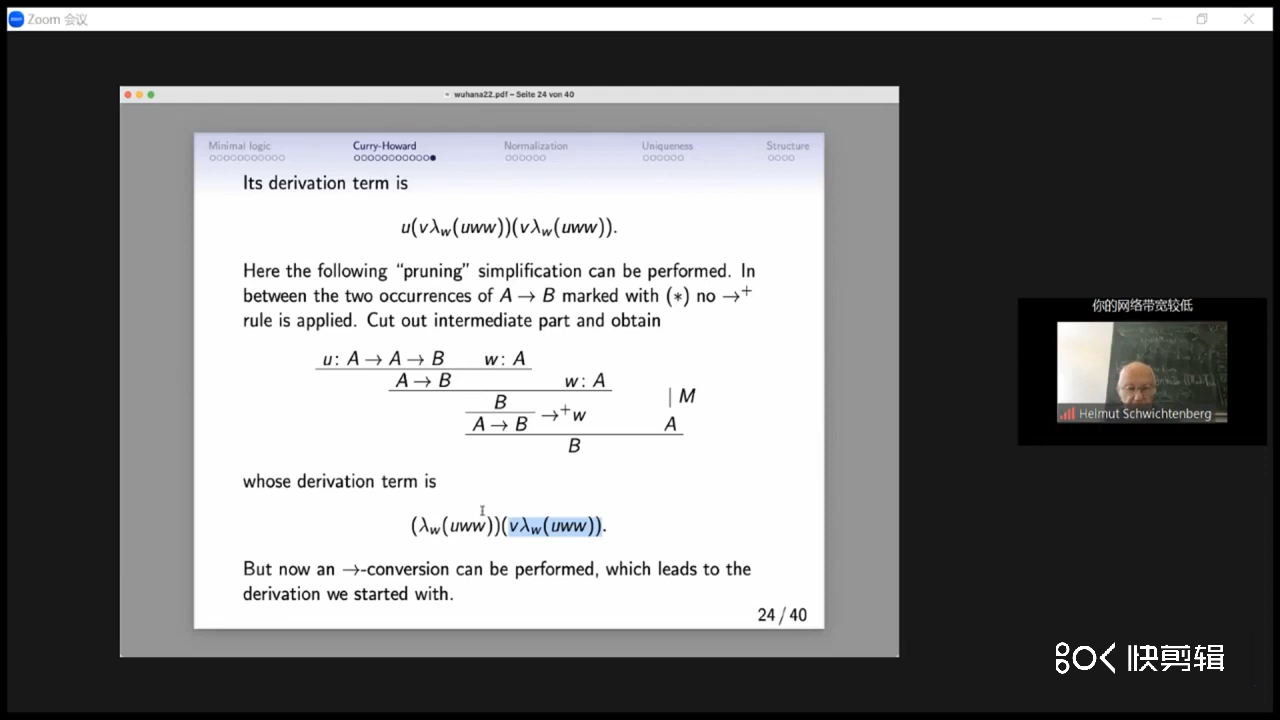 Zoom 会议
wuhana22.pdf – Seite 24 von 40
Minimal logic Curry-Howard Normalization Uniqueness Structure
Its derivation term is
u(vλw(uww))(vλw(uww)).
Here the following “pruning” simplification can be performed. In
between the two occurrences of A → B marked with (∗) no →+
rule is applied. Cut out intermediate part and obtain
u: A → A → B w: A
A → B w: A
B | M
→+w
A → B A
B
whose derivation term is
(λw(uww))(vλw(uww)).
But now an →-conversion can be performed, which leads to the
derivation we started with.
24 / 40
你的网络带宽较低
Helmut Schwichtenberg
快剪辑